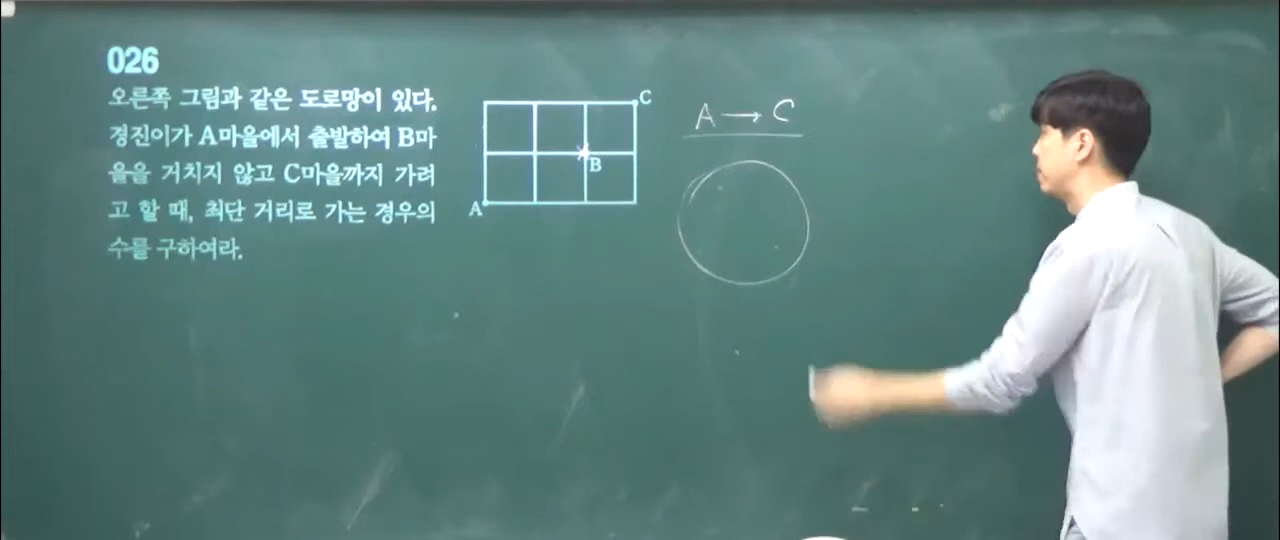 026
오른쪽 그림과 같은 도로망이 있다.
경진이가 A마을에서 출발하여 B마
을을 거치지 않고 C마을까지 가려
고 할 때, 최단 거리로 가는 경우의
수를 구하여라.
C
B
A
A → C